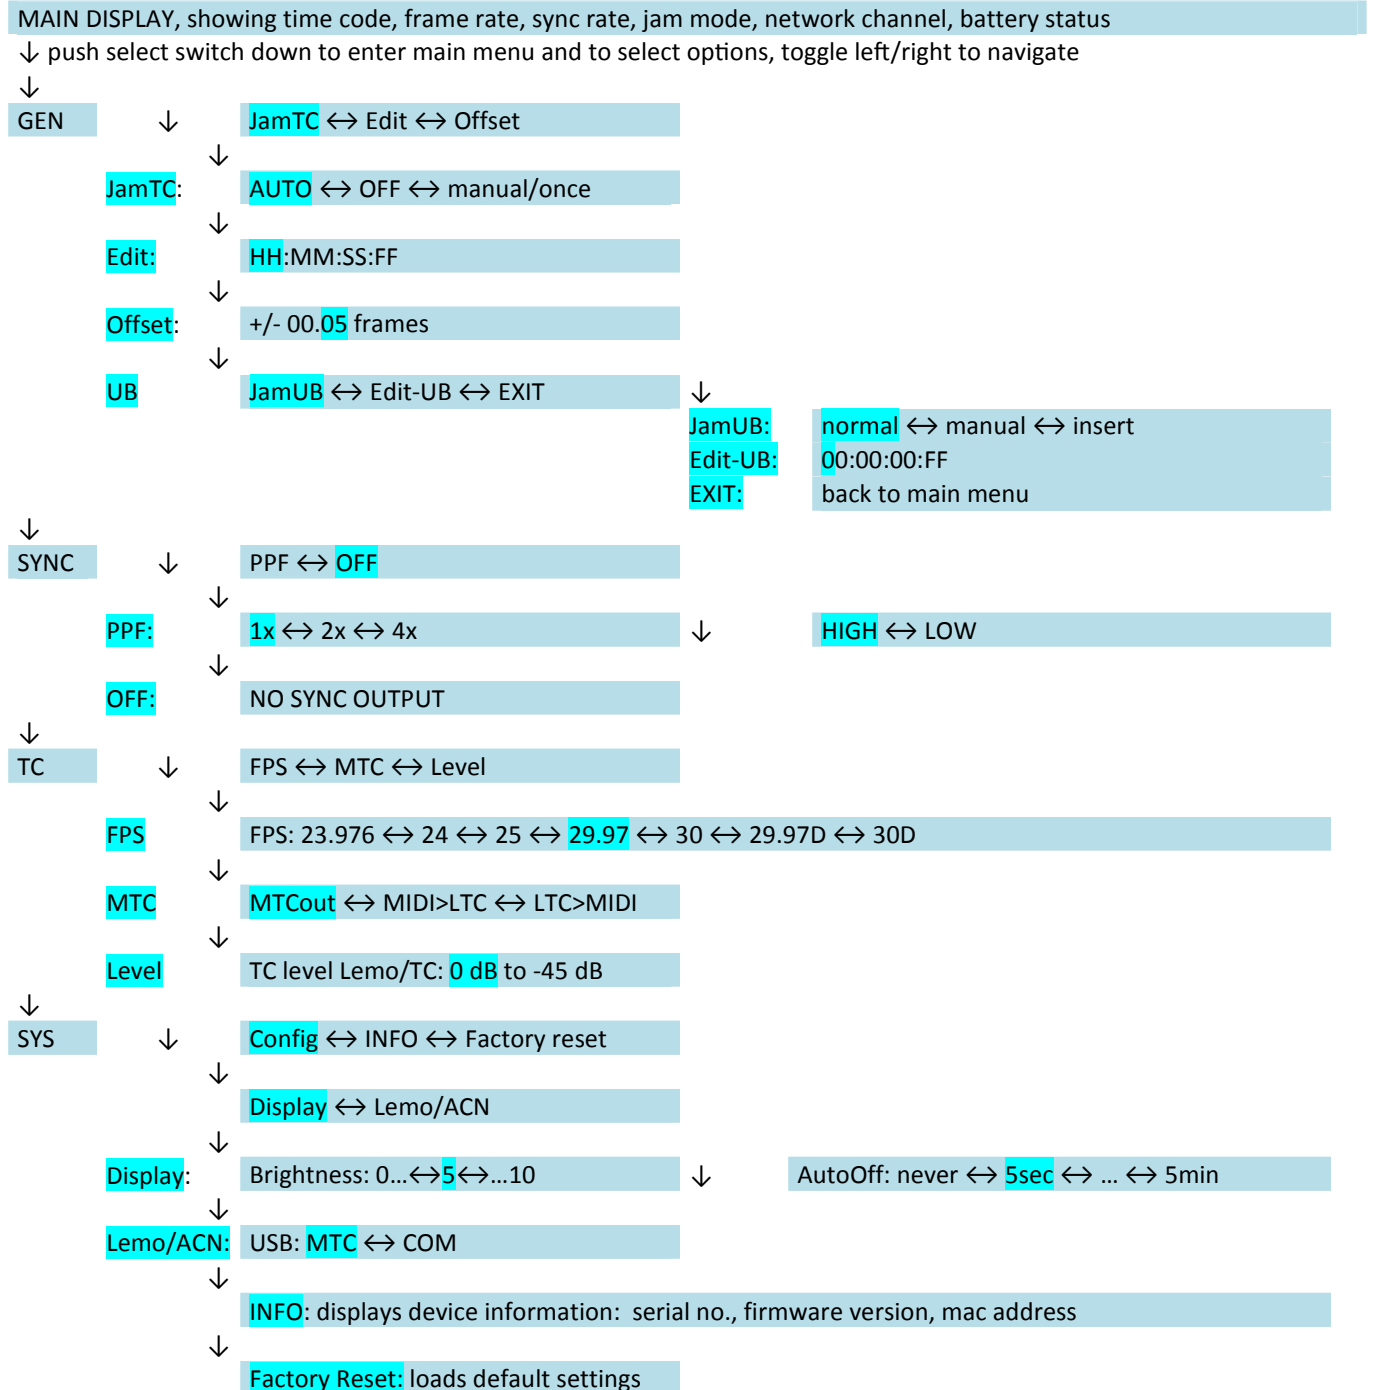 MAIN DISPLAY, showing time code, frame rate, sync rate, jam mode, network channel, battery status
↓ push select switch down to enter main menu and to select options, toggle left/right to navigate
↓
GEN ↓ JamTC ↔ Edit ↔ Offset
↓
JamTC: AUTO ↔ OFF ↔ manual/once
↓
Edit: HH:MM:SS:FF
↓
Offset: +/- 00.05 frames
↓
UB JamUB ↔ Edit-UB ↔ EXIT ↓
JamUB: normal ↔ manual ↔ insert
Edit-UB: 00:00:00:FF
EXIT: back to main menu
↓
SYNC ↓ PPF ↔ OFF
↓
PPF: 1x ↔ 2x ↔ 4x ↓ HIGH ↔ LOW
↓
OFF: NO SYNC OUTPUT
↓
TC ↓ FPS ↔ MTC ↔ Level
↓
FPS FPS: 23.976 ↔ 24 ↔ 25 ↔ 29.97 ↔ 30 ↔ 29.97D ↔ 30D
↓
MTC MTCout ↔ MIDI>LTC ↔ LTC>MIDI
↓
Level TC level Lemo/TC: 0 dB to -45 dB
↓
SYS ↓ Config ↔ INFO ↔ Factory reset
↓
Display ↔ Lemo/ACN
↓
Display: Brightness: 0…↔5↔…10 ↓ AutoOff: never ↔ 5sec ↔ … ↔ 5min
↓
Lemo/ACN: USB: MTC ↔ COM
↓
INFO: displays device information: serial no., firmware version, mac address
↓
Factory Reset: loads default settings